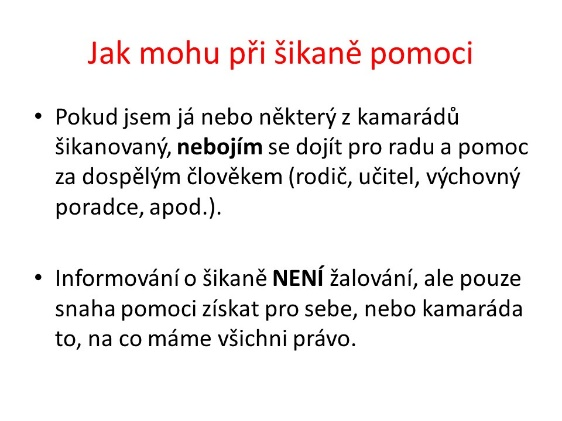 Jak mohu při šikaně pomoci
• Pokud jsem já nebo některý z kamarádů
šikanovaný, nebojím se dojít pro radu a pomoc
za dospělým člověkem (rodič, učitel, výchovný
poradce, apod.).
• Informování o šikaně NENÍ žalování, ale pouze
snaha pomoci získat pro sebe, nebo kamaráda
to, na co máme všichni právo.